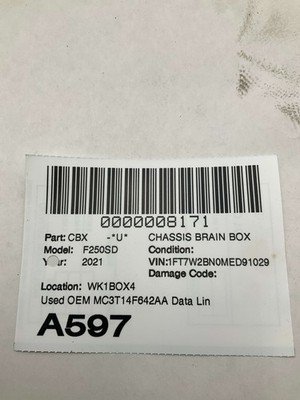 0000008171
Part: CBX -*U* CHASSIS BRAIN BOX
Model: F250SD Condition:
Year: 2021 VIN:1FT7W2BN0MED91029
Damage Code:
Location: WK1BOX4
Used OEM MC3T14F642AA Data Lin
A597